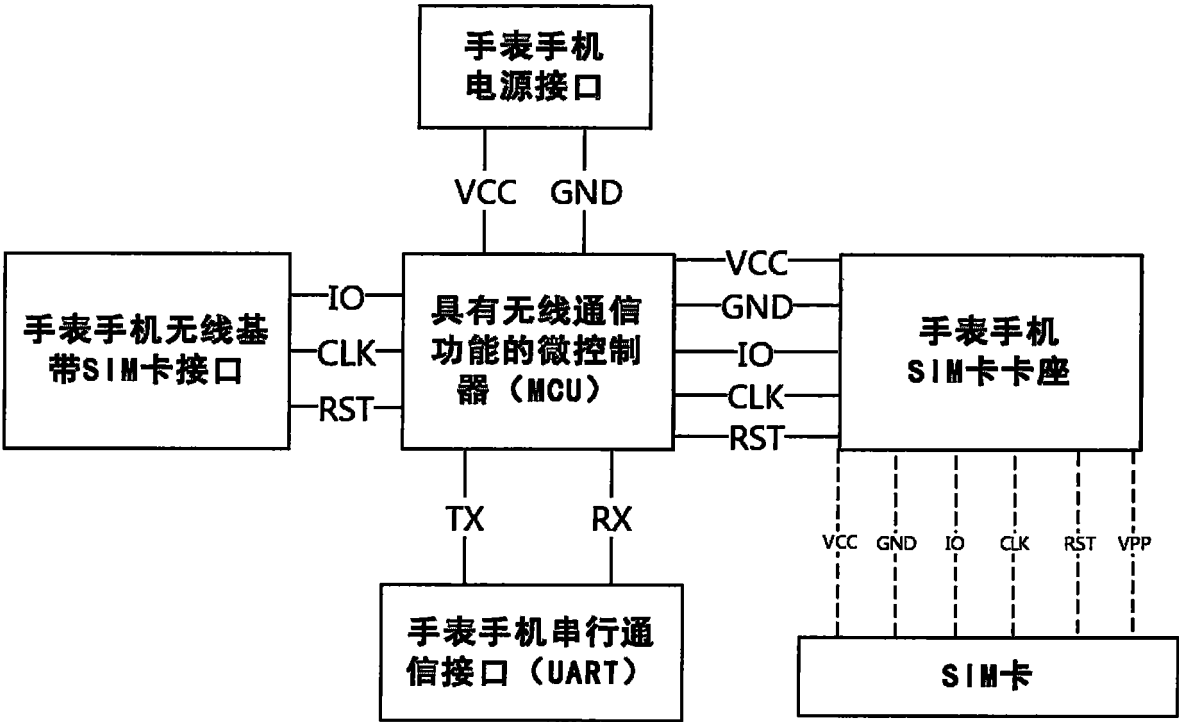 手表手机
电源接口
VCC
GND
手表手机无线基
带SIM卡接口
IO
CLK
RST
具有无线通信
功能的微控制
器（MCU）
VCC
GND
IO
CLK
RST
手表手机
SIM卡卡座
TX
RX
手表手机串行通
信接口（UART）
VCC
GND
IO
CLK
RST
VPP
SIM卡